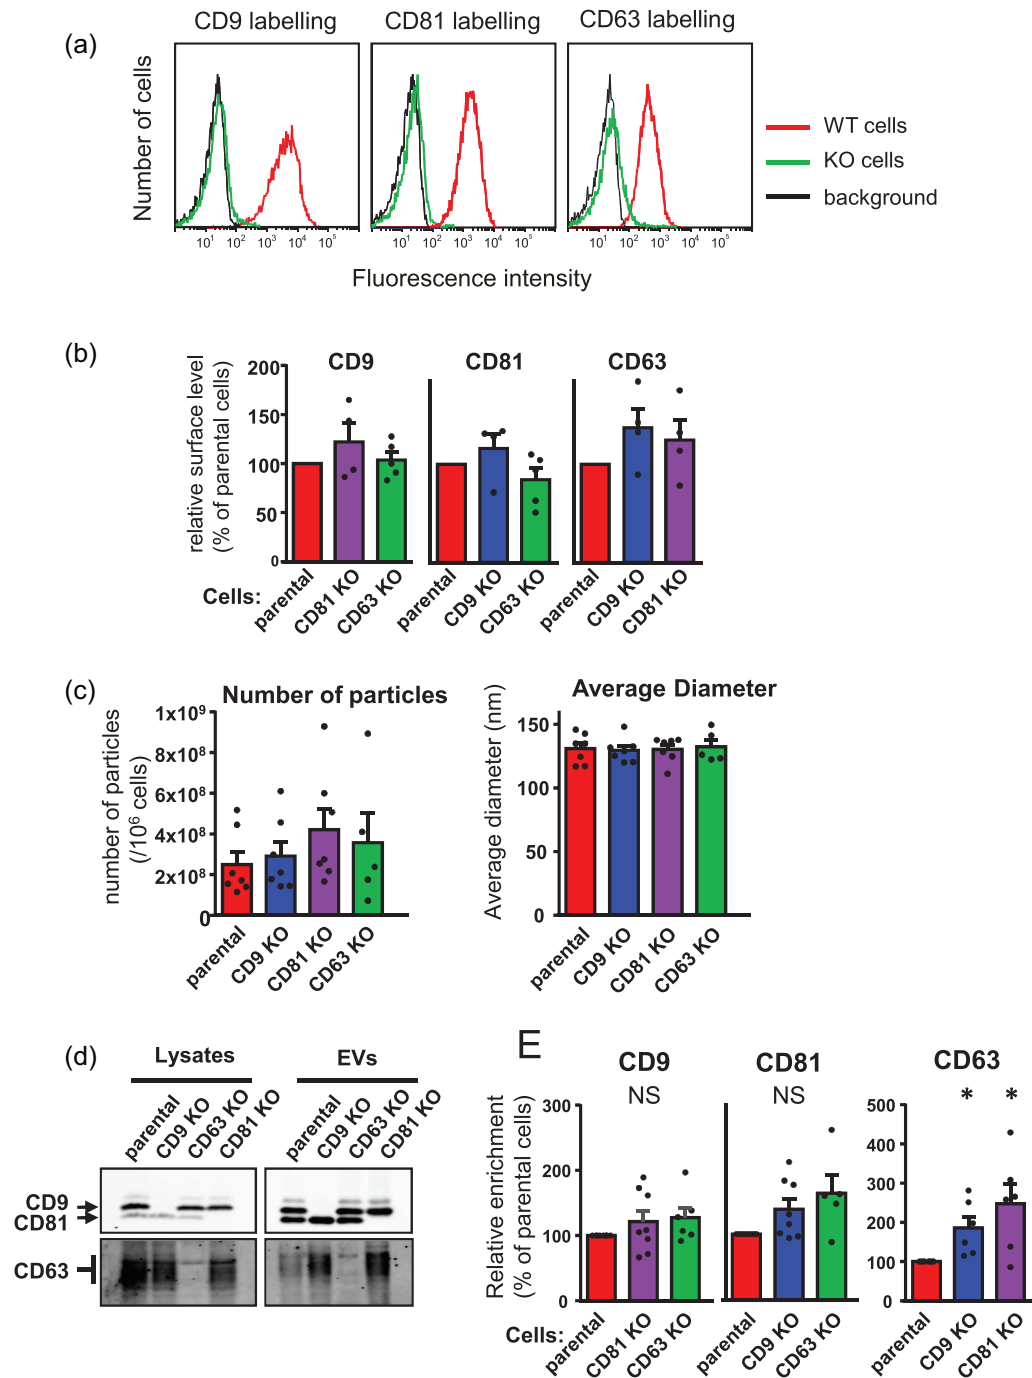 (a)
CD9 labelling
CD81 labelling
CD63 labelling
Number of cells
10¹ 10² 10³ 10⁴ 10⁵
10¹ 10² 10³ 10⁴ 10⁵
10¹ 10² 10³ 10⁴ 10⁵
Fluorescence intensity
WT cells
KO cells
background
(b)
CD9
CD81
CD63
relative surface level
(% of parental cells)
200
150
100
50
0
Cells:
parental
CD81 KO
CD63 KO
parental
CD9 KO
CD63 KO
parental
CD9 KO
CD81 KO
(c)
Number of particles
number of particles
(/10⁶ cells)
1x10⁹
8x10⁸
6x10⁸
4x10⁸
2x10⁸
0
parental
CD9 KO
CD81 KO
CD63 KO
Average Diameter
Average diameter (nm)
150
100
50
0
parental
CD9 KO
CD81 KO
CD63 KO
(d)
Lysates
EVs
parental
CD9 KO
CD63 KO
CD81 KO
parental
CD9 KO
CD63 KO
CD81 KO
CD9
CD81
CD63
E
CD9
CD81
CD63
NS
NS
* *
Relative enrichment
(% of parental cells)
300
200
100
0
500
400
300
200
100
0
Cells:
parental
CD81 KO
CD63 KO
parental
CD9 KO
CD63 KO
parental
CD9 KO
CD81 KO